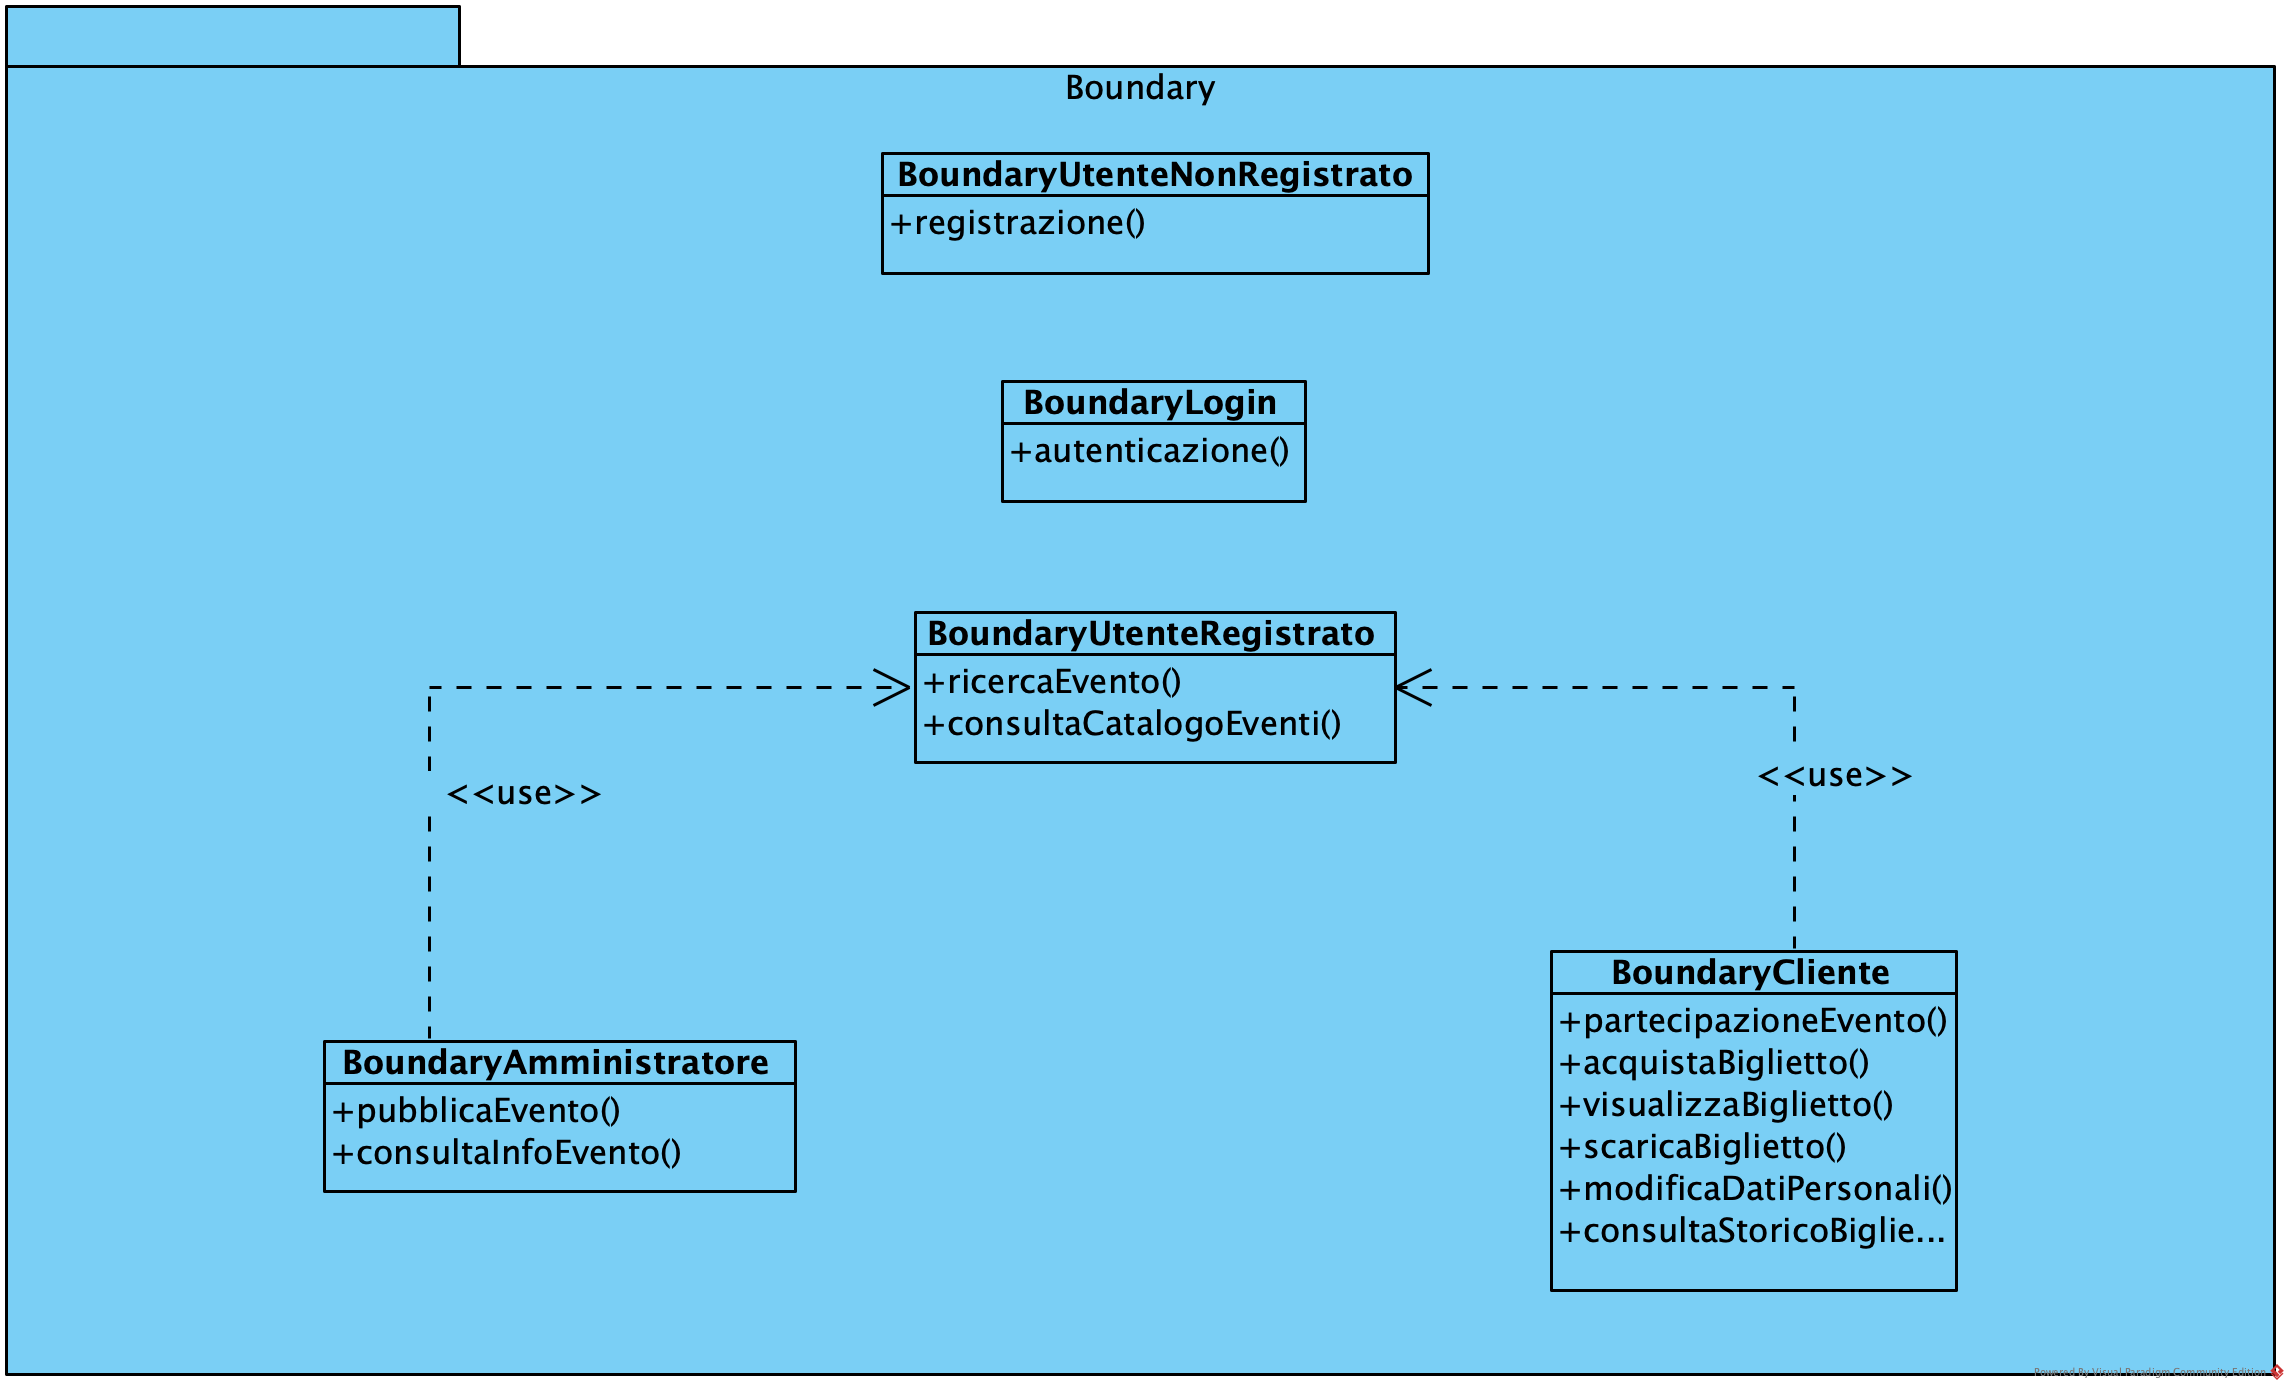 Boundary
BoundaryUtenteNonRegistrato
+registrazione()
BoundaryLogin
+autenticazione()
BoundaryUtenteRegistrato
+ricercaEvento()
+consultaCatalogoEventi()
<<use>>
<<use>>
BoundaryAmministratore
+pubblicaEvento()
+consultaInfoEvento()
BoundaryCliente
+partecipazioneEvento()
+acquistaBiglietto()
+visualizzaBiglietto()
+scaricaBiglietto()
+modificaDatiPersonali()
+consultaStoricoBiglie...
Powered By Visual Paradigm Community Edition